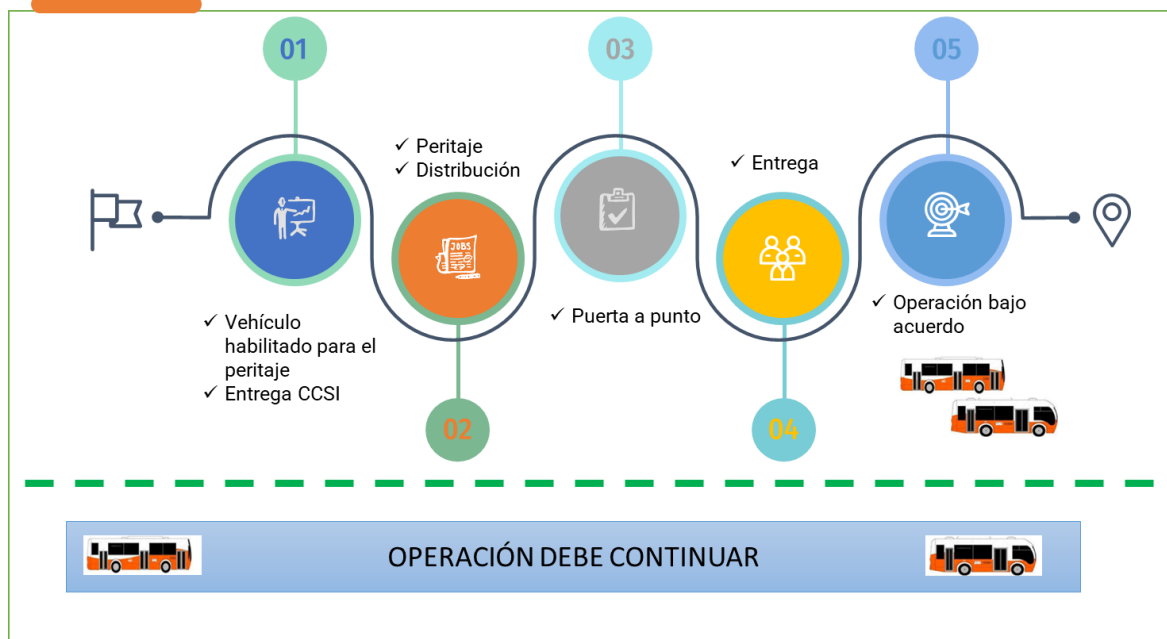 01
✓ Vehículo
habilitado para el
peritaje
✓ Entrega CCSI
✓ Peritaje
✓ Distribución
JOBS
02
03
✓ Puerta a punto
✓ Entrega
04
05
✓ Operación bajo
acuerdo
OPERACIÓN DEBE CONTINUAR